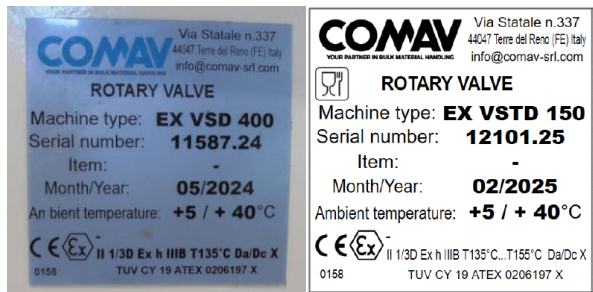 COMAV
YOUR PARTNER IN BULK MATERIAL HANDLING
Via Statale n.337
44047 Terre del Reno (FE) Italy
info@comav-srl.com
ROTARY VALVE
Machine type: EX VSD 400
Serial number: 11587.24
Item: -
Month/Year: 05/2024
An bient temperature: +5 / + 40°C
CE Ex - II 1/3D Ex h IIIB T135°C Da/Dc X
0158 TUV CY 19 ATEX 0206197 X
COMAV
YOUR PARTNER IN BULK MATERIAL HANDLING
Via Statale n.337
44047 Terre del Reno (FE) Italy
info@comav-srl.com
ROTARY VALVE
Machine type: EX VSTD 150
Serial number: 12101.25
Item: -
Month/Year: 02/2025
Ambient temperature: +5 / + 40°C
CE Ex - II 1/3D Ex h IIIB T135°C...T155°C Da/Dc X
0158 TUV CY 19 ATEX 0206197 X